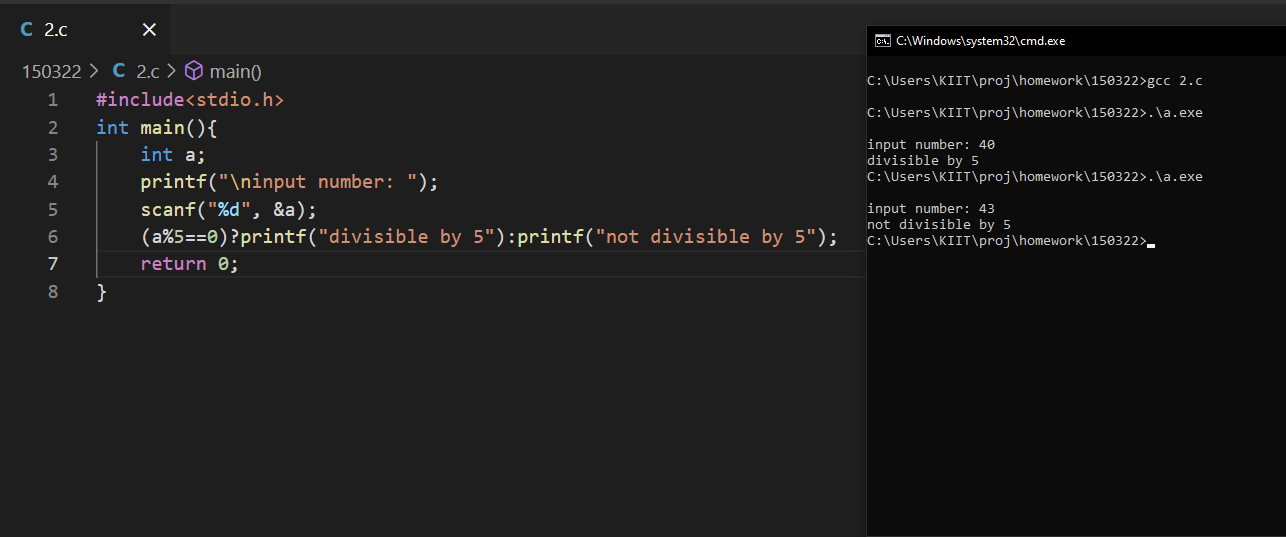 C 2.c ×
150322 > C 2.c > main()
1 #include<stdio.h>
2 int main(){
3     int a;
4     printf("\ninput number: ");
5     scanf("%d", &a);
6     (a%5==0)?printf("divisible by 5"):printf("not divisible by 5");
7     return 0;
8 }
C:\Windows\system32\cmd.exe
C:\Users\KIIT\proj\homework\150322>gcc 2.c
C:\Users\KIIT\proj\homework\150322>.\a.exe
input number: 40
divisible by 5
C:\Users\KIIT\proj\homework\150322>.\a.exe
input number: 43
not divisible by 5
C:\Users\KIIT\proj\homework\150322>